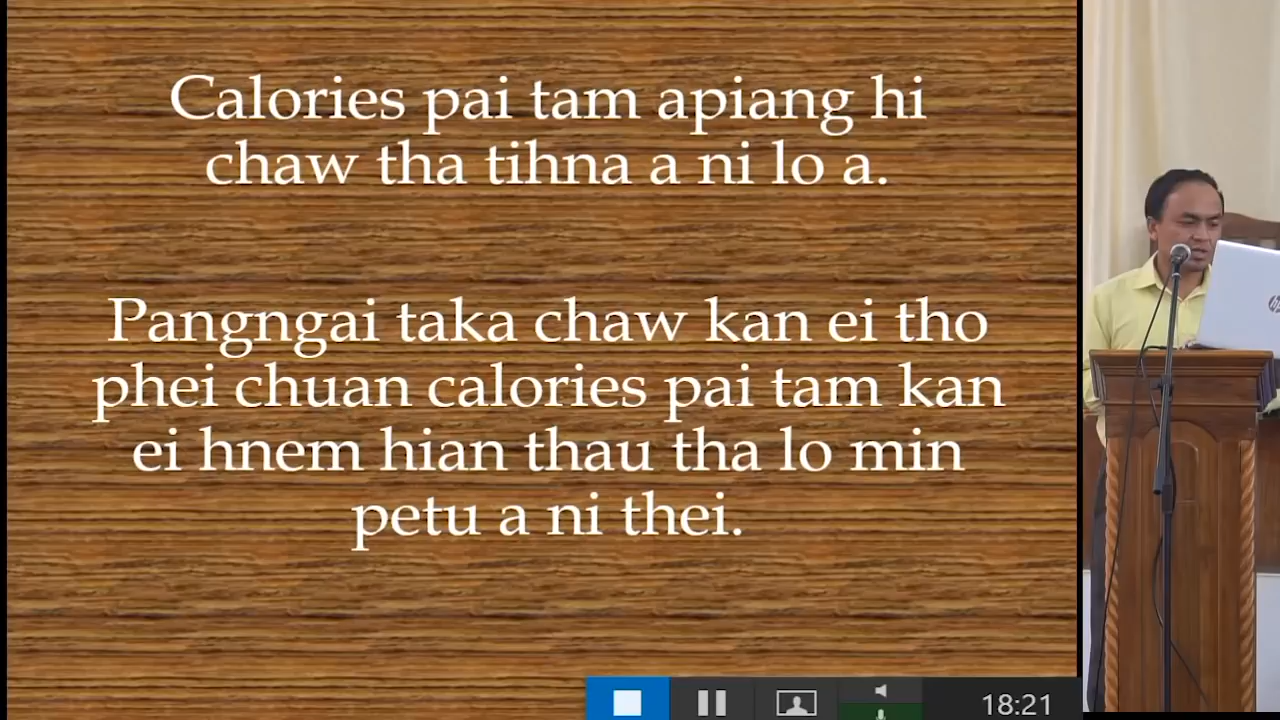 Calories pai tam apiang hi
chaw tha tihna a ni lo a.
Pangngai taka chaw kan ei tho
phei chuan calories pai tam kan
ei hnem hian thau tha lo min
petu a ni thei.
18:21